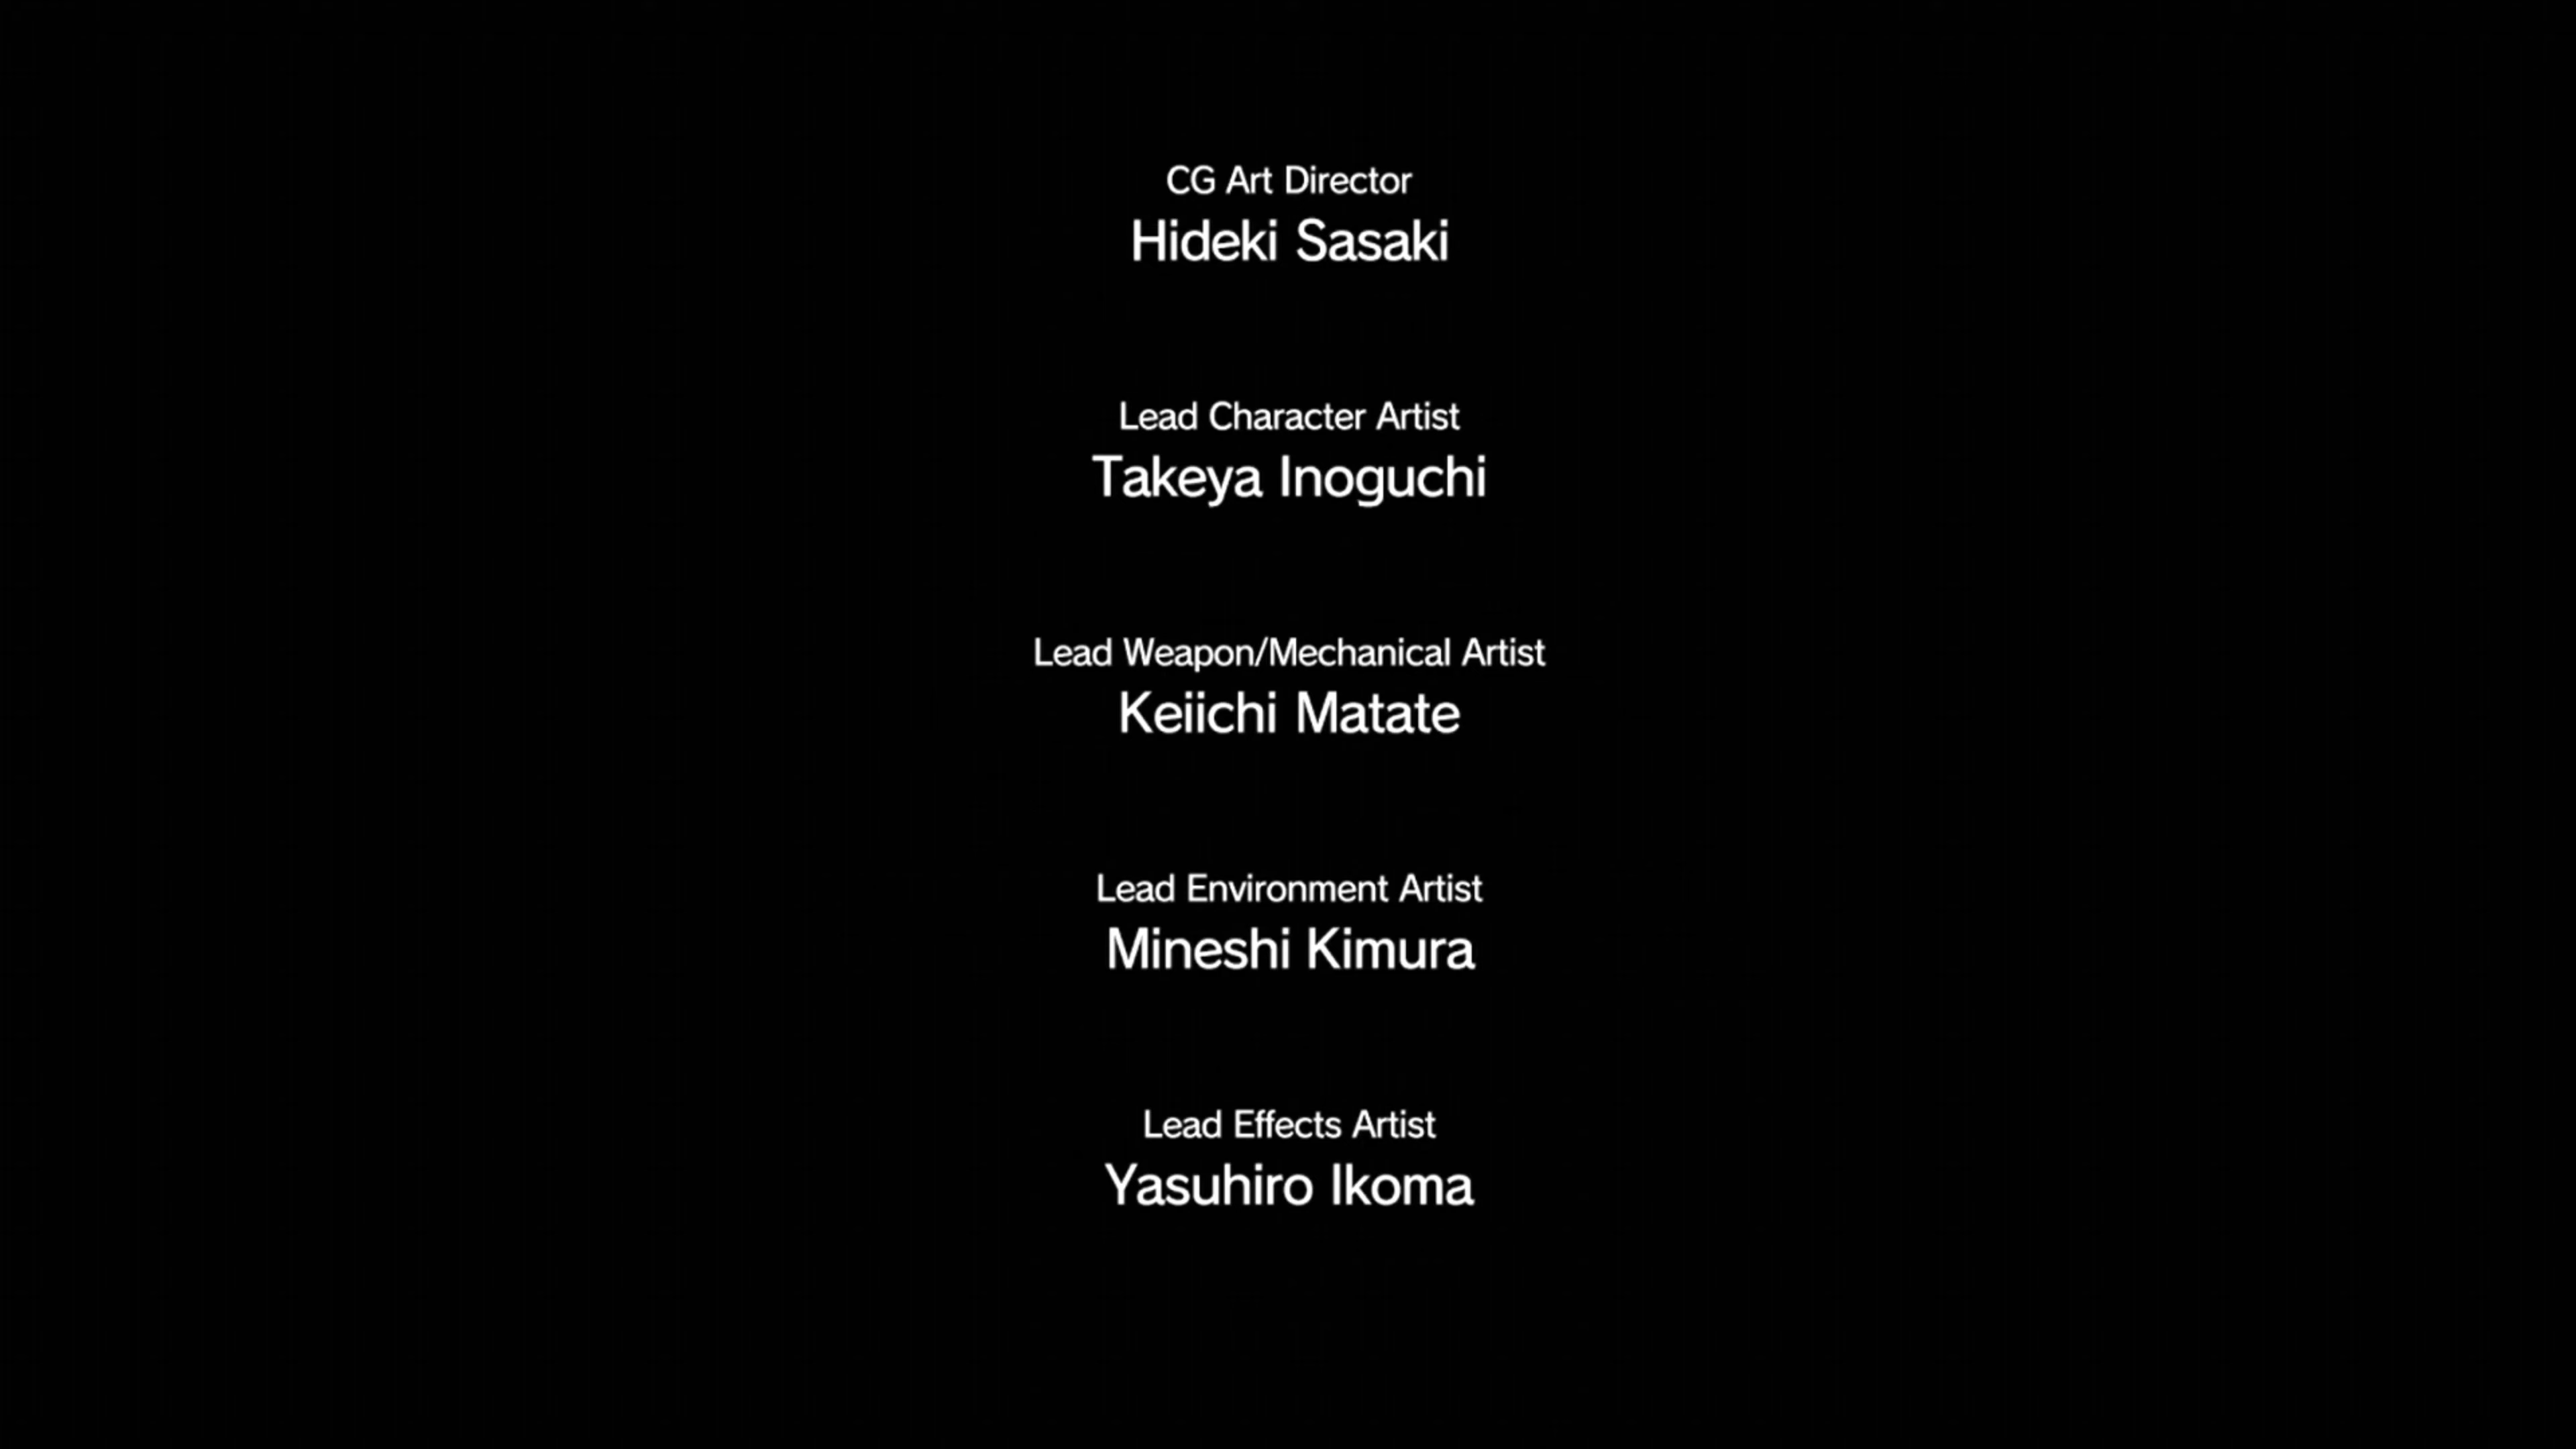 CG Art Director
Hideki Sasaki
Lead Character Artist
Takeya Inoguchi
Lead Weapon/Mechanical Artist
Keiichi Matate
Lead Environment Artist
Mineshi Kimura
Lead Effects Artist
Yasuhiro Ikoma